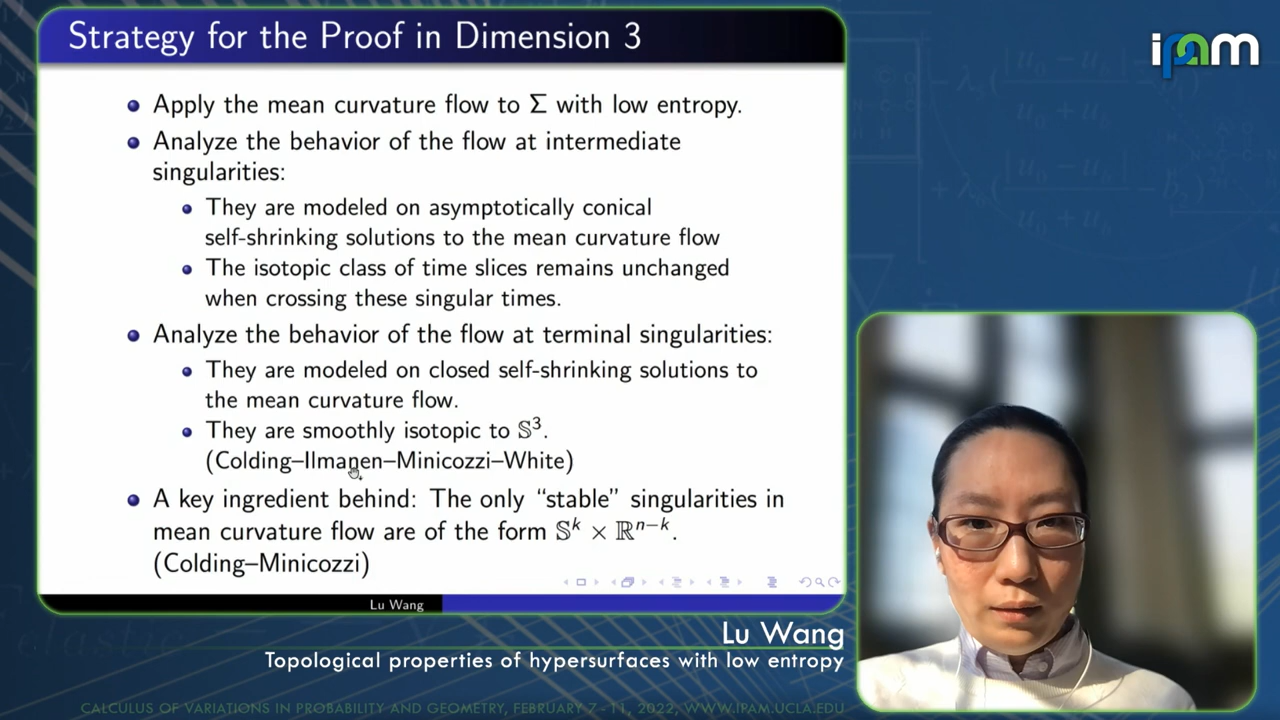 Strategy for the Proof in Dimension 3
ipam
Apply the mean curvature flow to Σ with low entropy.
Analyze the behavior of the flow at intermediate
singularities:
They are modeled on asymptotically conical
self-shrinking solutions to the mean curvature flow
The isotopic class of time slices remains unchanged
when crossing these singular times.
Analyze the behavior of the flow at terminal singularities:
They are modeled on closed self-shrinking solutions to
the mean curvature flow.
They are smoothly isotopic to 𝕊³.
(Colding–Ilmanen–Minicozzi–White)
A key ingredient behind: The only “stable” singularities in
mean curvature flow are of the form 𝕊ᵏ × ℝⁿ⁻ᵏ.
(Colding–Minicozzi)
Lu Wang
Lu Wang
Topological properties of hypersurfaces with low entropy
CALCULUS OF VARIATIONS IN PROBABILITY AND GEOMETRY, FEBRUARY 7 - 11, 2022, WWW.IPAM.UCLA.EDU